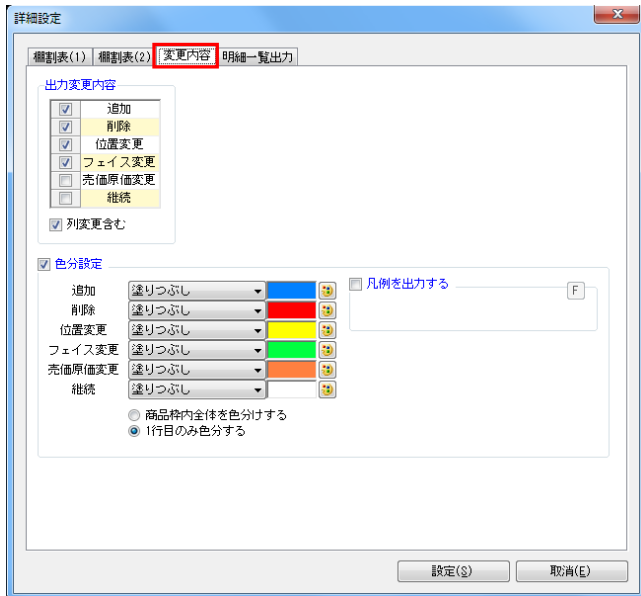 詳細設定
棚割表(1) 棚割表(2) 変更内容 明細一覧出力
出力変更内容
追加
削除
位置変更
フェイス変更
売価原価変更
継続
列変更含む
色分設定
追加 塗りつぶし
削除 塗りつぶし
位置変更 塗りつぶし
フェイス変更 塗りつぶし
売価原価変更 塗りつぶし
継続 塗りつぶし
商品枠内全体を色分けする
1行目のみ色分する
凡例を出力する F
設定(S) 取消(E)